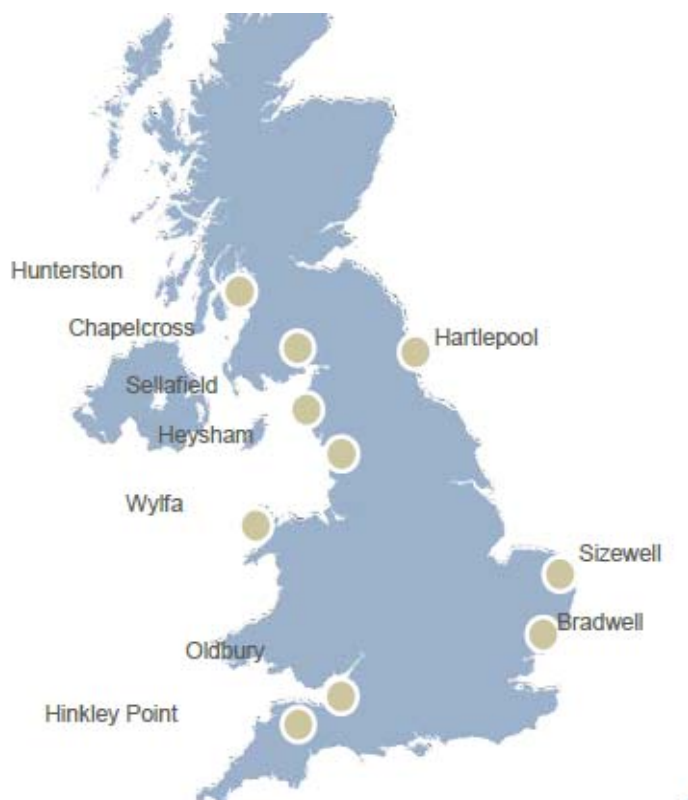 Hunterston
Chapelcross
Hartlepool
Sellafield
Heysham
Wylfa
Sizewell
Bradwell
Oldbury
Hinkley Point